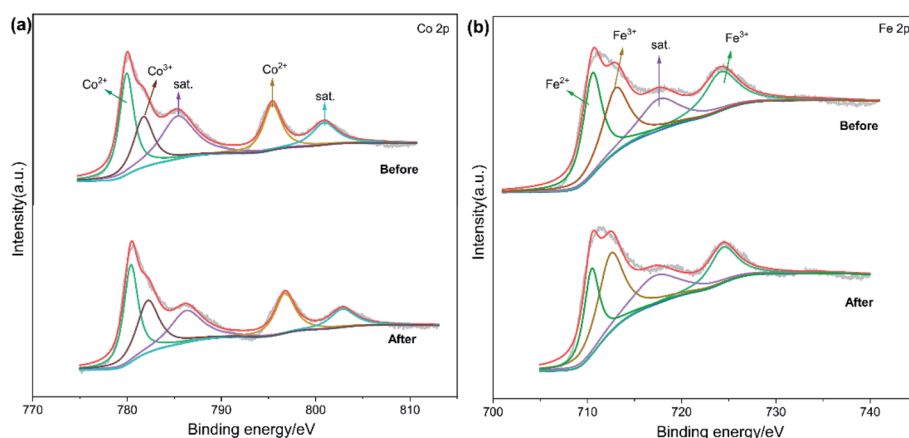 (a)
Co 2p
Co2+
Co3+
sat.
Co2+
sat.
Before
After
Intensity(a.u.)
770
780
790
800
810
Binding energy/eV
(b)
Fe 2p
Fe2+
Fe3+
sat.
Fe3+
Before
After
Intensity(a.u.)
700
710
720
730
740
Binding energy/eV